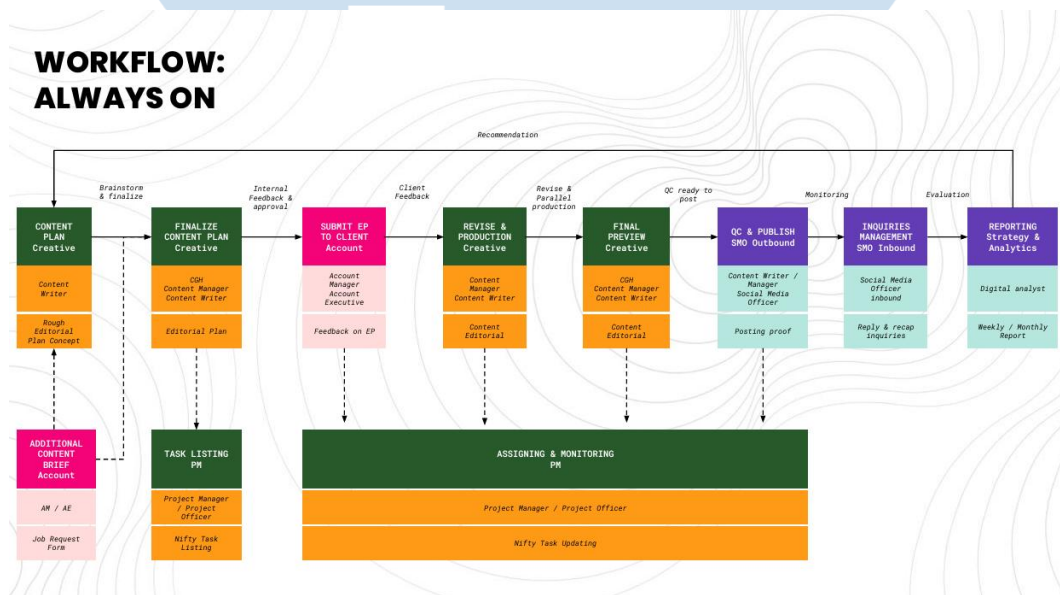 WORKFLOW:
ALWAYS ON
Recommendation
Brainstorm
& finalize
Internal
Feedback &
approval
Client
Feedback
Revise &
Parallel
production
QC ready to
post
Monitoring
Evaluation
CONTENT
PLAN
Creative
Content
Writer
Rough
Editorial
Plan Concept
FINALIZE
CONTENT PLAN
Creative
CGH
Content Manager
Content Writer
Editorial Plan
SUBMIT EP
TO CLIENT
Account
Account
Manager
Account
Executive
Feedback on EP
REVISE &
PRODUCTION
Creative
Content
Manager
Content Writer
Content
Editorial
FINAL
PREVIEW
Creative
CGH
Content Manager
Content Writer
Content
Editorial
QC & PUBLISH
SMO Outbound
Content Writer /
Manager
Social Media
Officer
Posting proof
INQUIRIES
MANAGEMENT
SMO Inbound
Social Media
Officer
inbound
Reply & recap
inquiries
REPORTING
Strategy &
Analytics
Digital analyst
Weekly / Monthly
Report
ADDITIONAL
CONTENT
BRIEF
Account
AM / AE
Job Request
Form
TASK LISTING
PM
Project Manager
/ Project
Officer
Nifty Task
Listing
ASSIGNING & MONITORING
PM
Project Manager / Project Officer
Nifty Task Updating